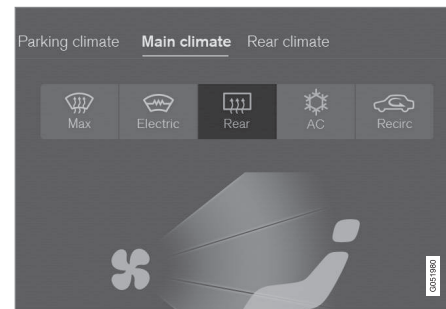 Parking climate Main climate Rear climate
Max Electric Rear AC Recirc
G051980